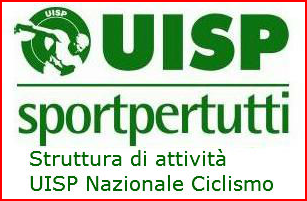 UISP
sportpertutti
Struttura di attività
UISP Nazionale Ciclismo